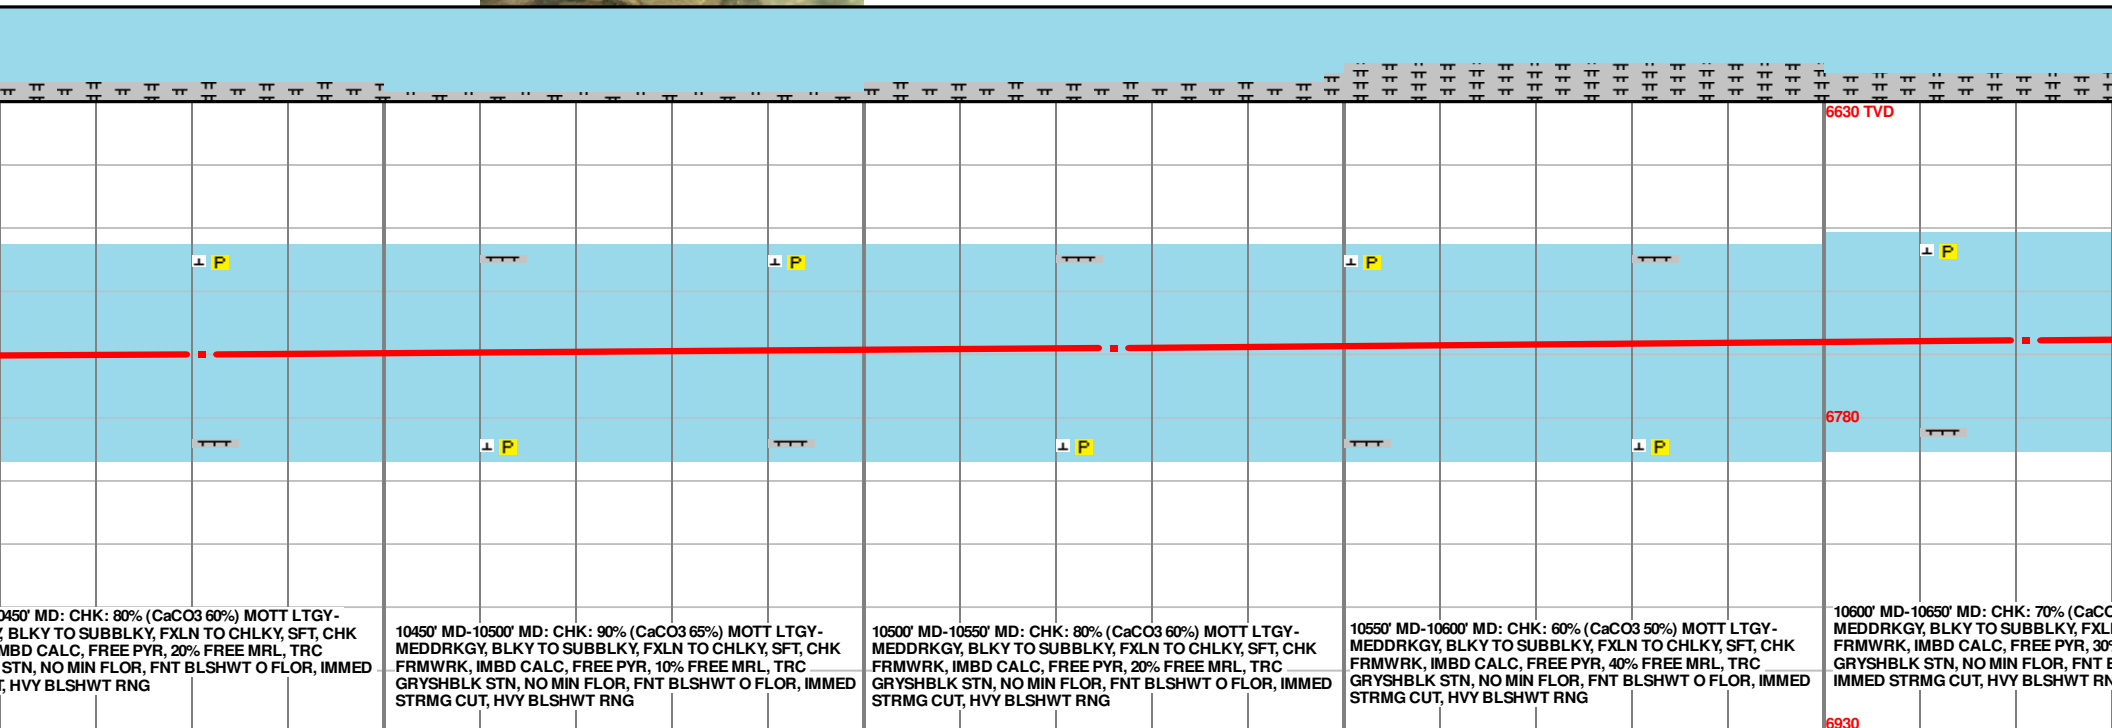 6630 TVD
P
P
P
P
6780
P
P
P
0450' MD: CHK: 80% (CaCO3 60%) MOTT LTGY-
, BLKY TO SUBBLKY, FXLN TO CHLKY, SFT, CHK
MBD CALC, FREE PYR, 20% FREE MRL, TRC
STN, NO MIN FLOR, FNT BLSHWT O FLOR, IMMED
T, HVY BLSHWT RNG
10450' MD-10500' MD: CHK: 90% (CaCO3 65%) MOTT LTGY-
MEDDRKGY, BLKY TO SUBBLKY, FXLN TO CHLKY, SFT, CHK
FRMWRK, IMBD CALC, FREE PYR, 10% FREE MRL, TRC
GRYSHBLK STN, NO MIN FLOR, FNT BLSHWT O FLOR, IMMED
STRMG CUT, HVY BLSHWT RNG
10500' MD-10550' MD: CHK: 80% (CaCO3 60%) MOTT LTGY-
MEDDRKGY, BLKY TO SUBBLKY, FXLN TO CHLKY, SFT, CHK
FRMWRK, IMBD CALC, FREE PYR, 20% FREE MRL, TRC
GRYSHBLK STN, NO MIN FLOR, FNT BLSHWT O FLOR, IMMED
STRMG CUT, HVY BLSHWT RNG
10550' MD-10600' MD: CHK: 60% (CaCO3 50%) MOTT LTGY-
MEDDRKGY, BLKY TO SUBBLKY, FXLN TO CHLKY, SFT, CHK
FRMWRK, IMBD CALC, FREE PYR, 40% FREE MRL, TRC
GRYSHBLK STN, NO MIN FLOR, FNT BLSHWT O FLOR, IMMED
STRMG CUT, HVY BLSHWT RNG
10600' MD-10650' MD: CHK: 70% (CaCO
MEDDRKGY, BLKY TO SUBBLKY, FXL
FRMWRK, IMBD CALC, FREE PYR, 30%
GRYSHBLK STN, NO MIN FLOR, FNT B
IMMED STRMG CUT, HVY BLSHWT RN
6930